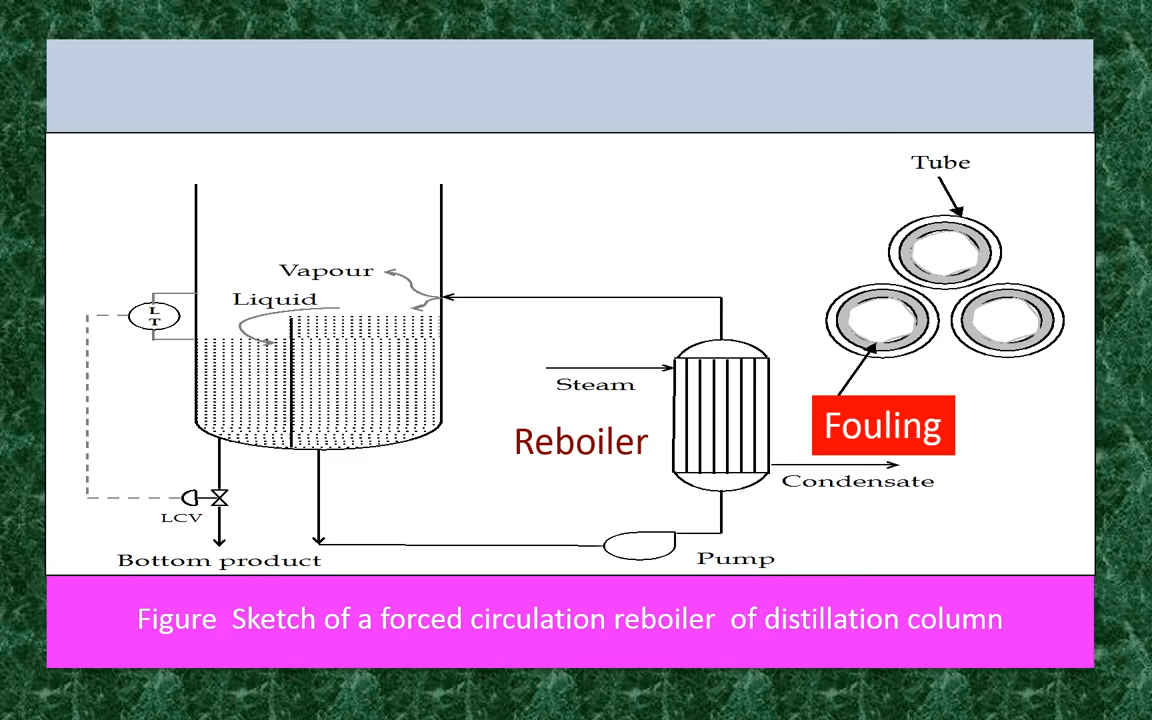 Tube
Vapour
Liquid
L
T
Steam
Fouling
Reboiler
Condensate
LCV
Bottom product
Pump
Figure Sketch of a forced circulation reboiler of distillation column